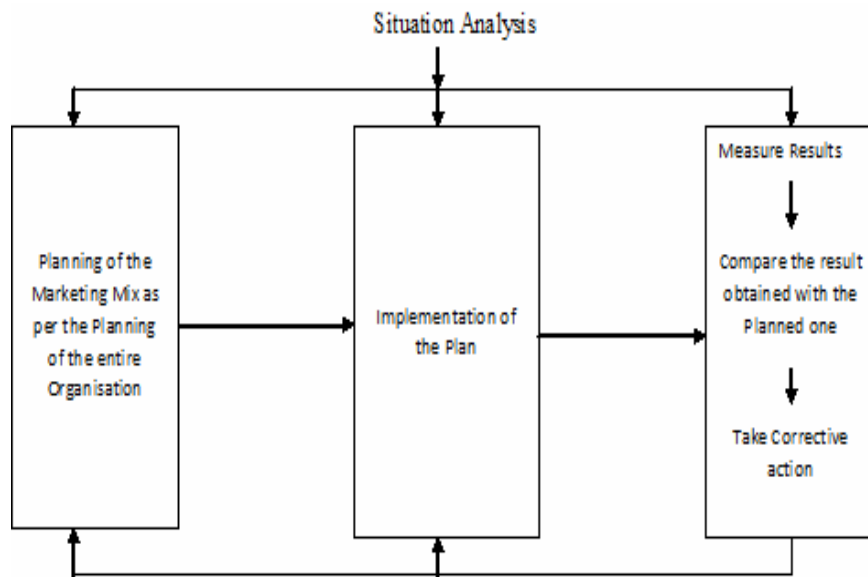 Situation Analysis
Planning of the
Marketing Mix as
per the Planning
of the entire
Organisation
Implementation of
the Plan
Measure Results
Compare the result
obtained with the
Planned one
Take Corrective
action